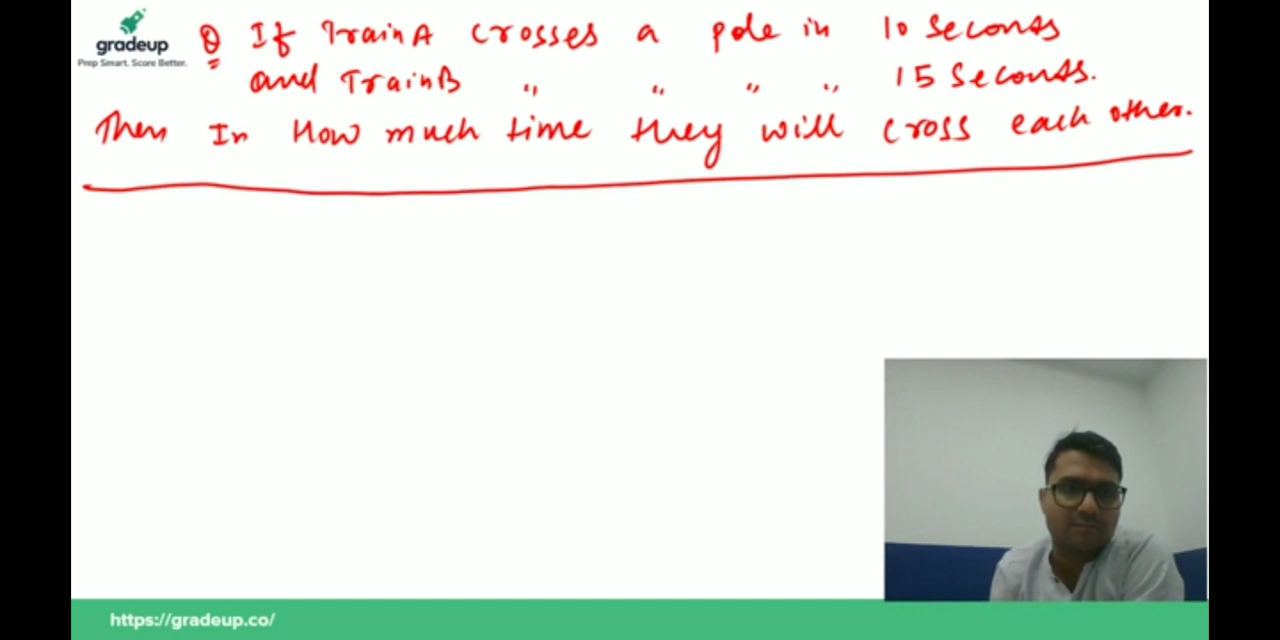 gradeup
Prep Smart. Score Better.
Q If Train A crosses a pole in 10 seconds
and Train B " " " " 15 seconds.
Then In How much time they will cross each other.
https://gradeup.co/